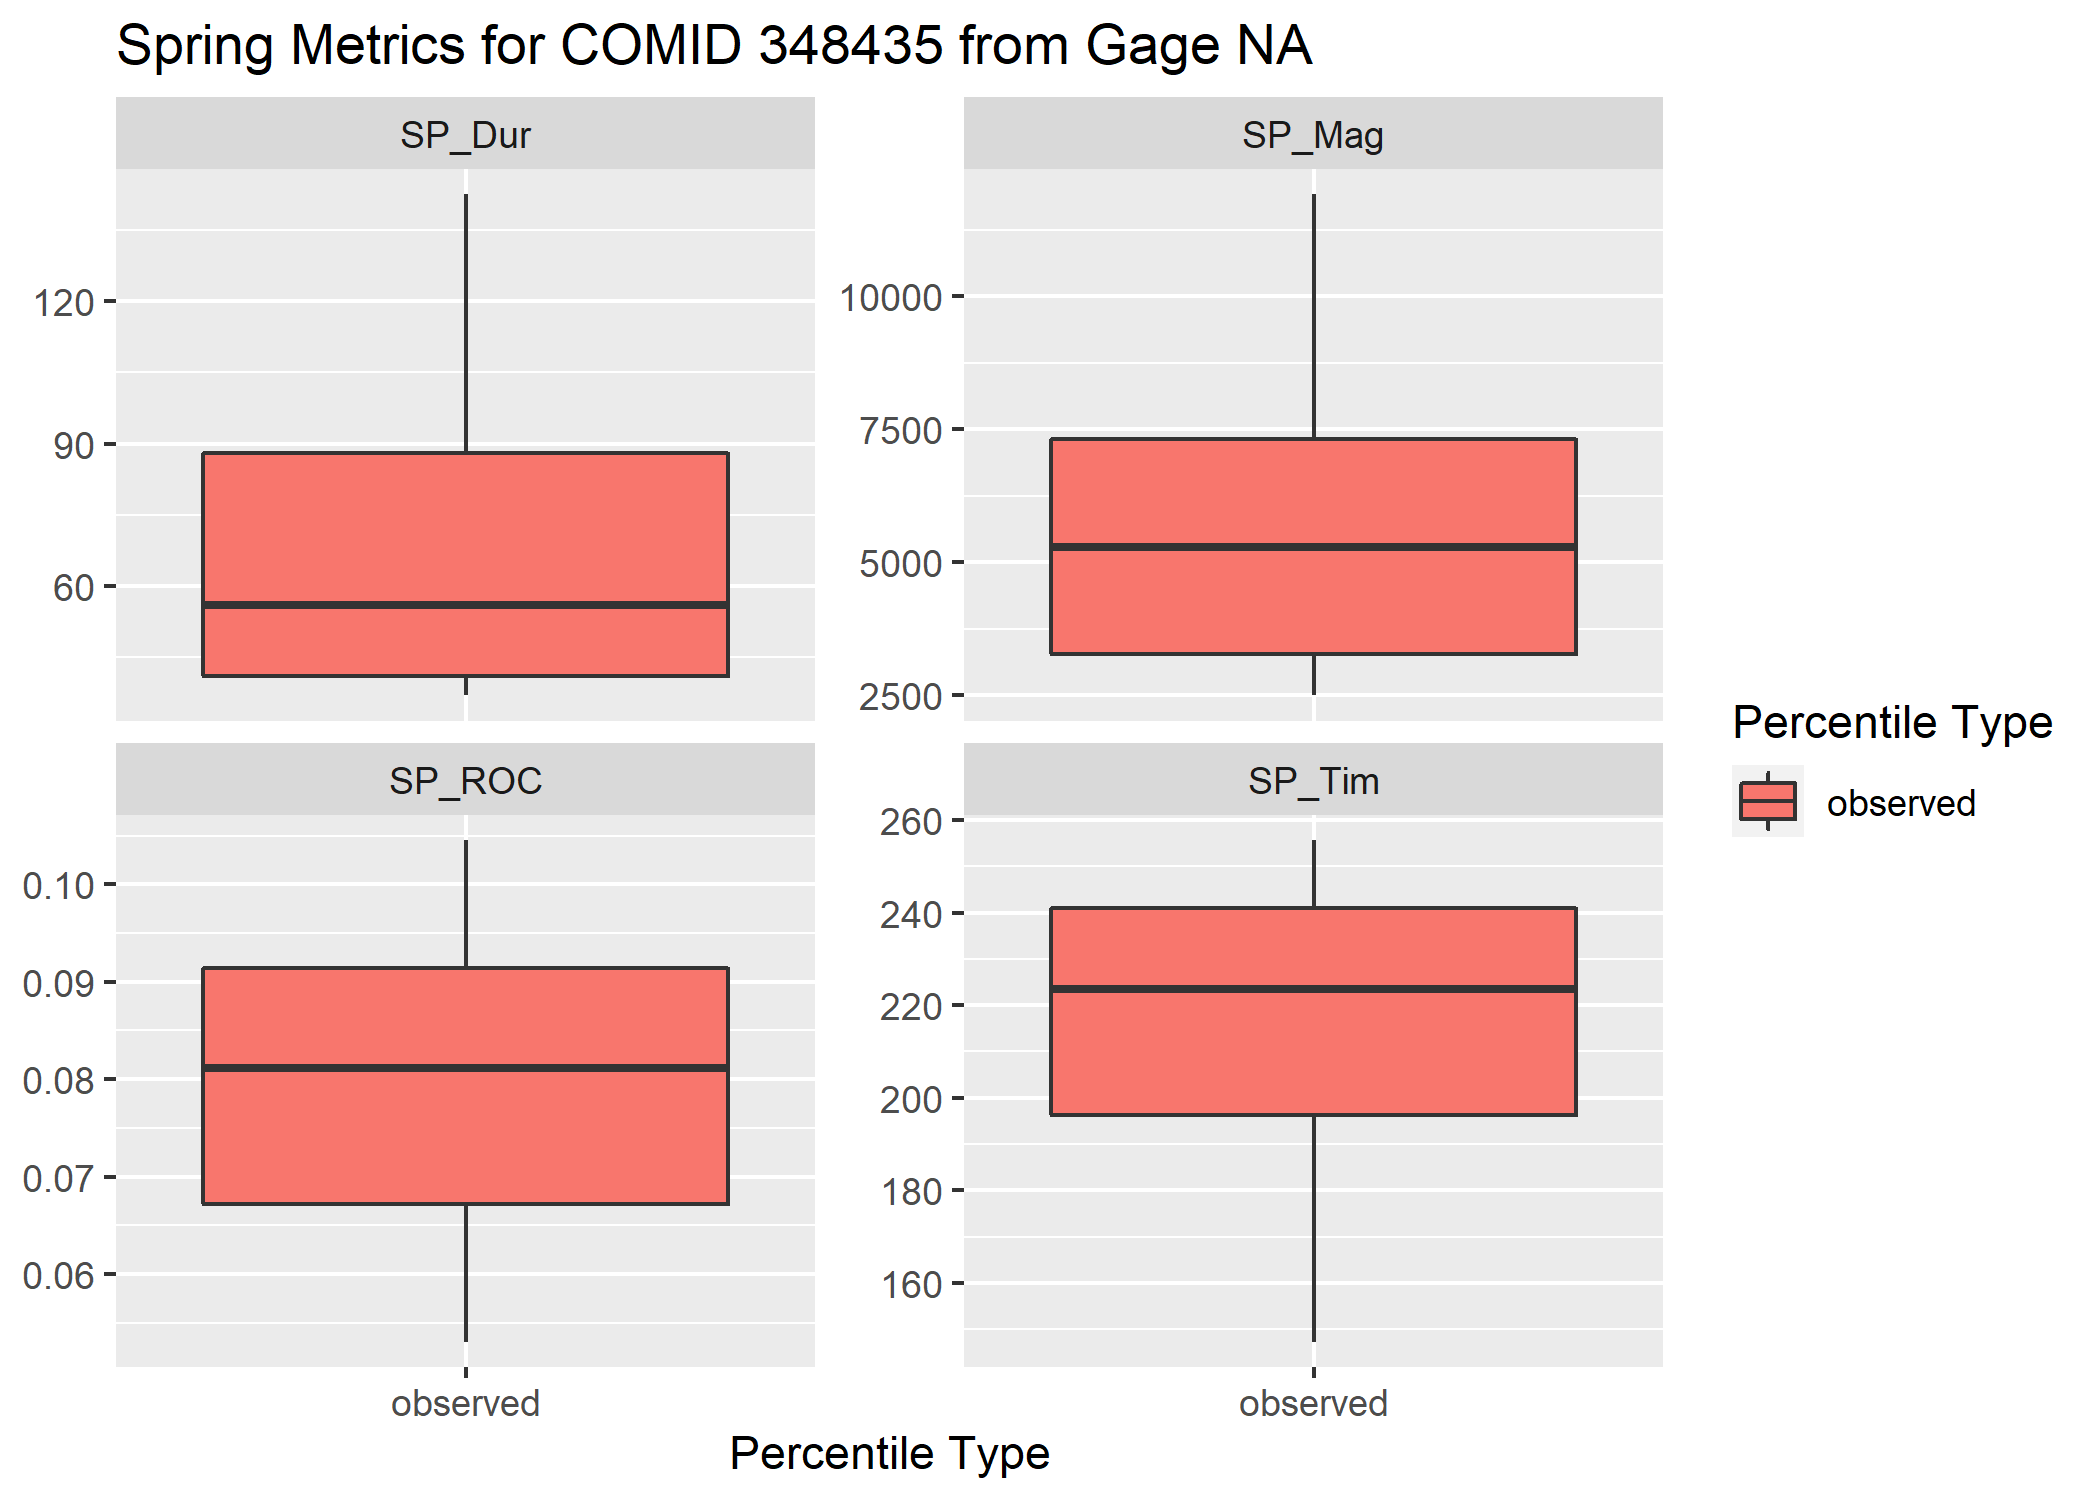 Spring Metrics for COMID 348435 from Gage NA
SP_Dur
SP_Mag
120
90
60
10000
7500
5000
2500
SP_ROC
SP_Tim
0.10
0.09
0.08
0.07
0.06
260
240
220
200
180
160
observed
observed
Percentile Type
Percentile Type
observed